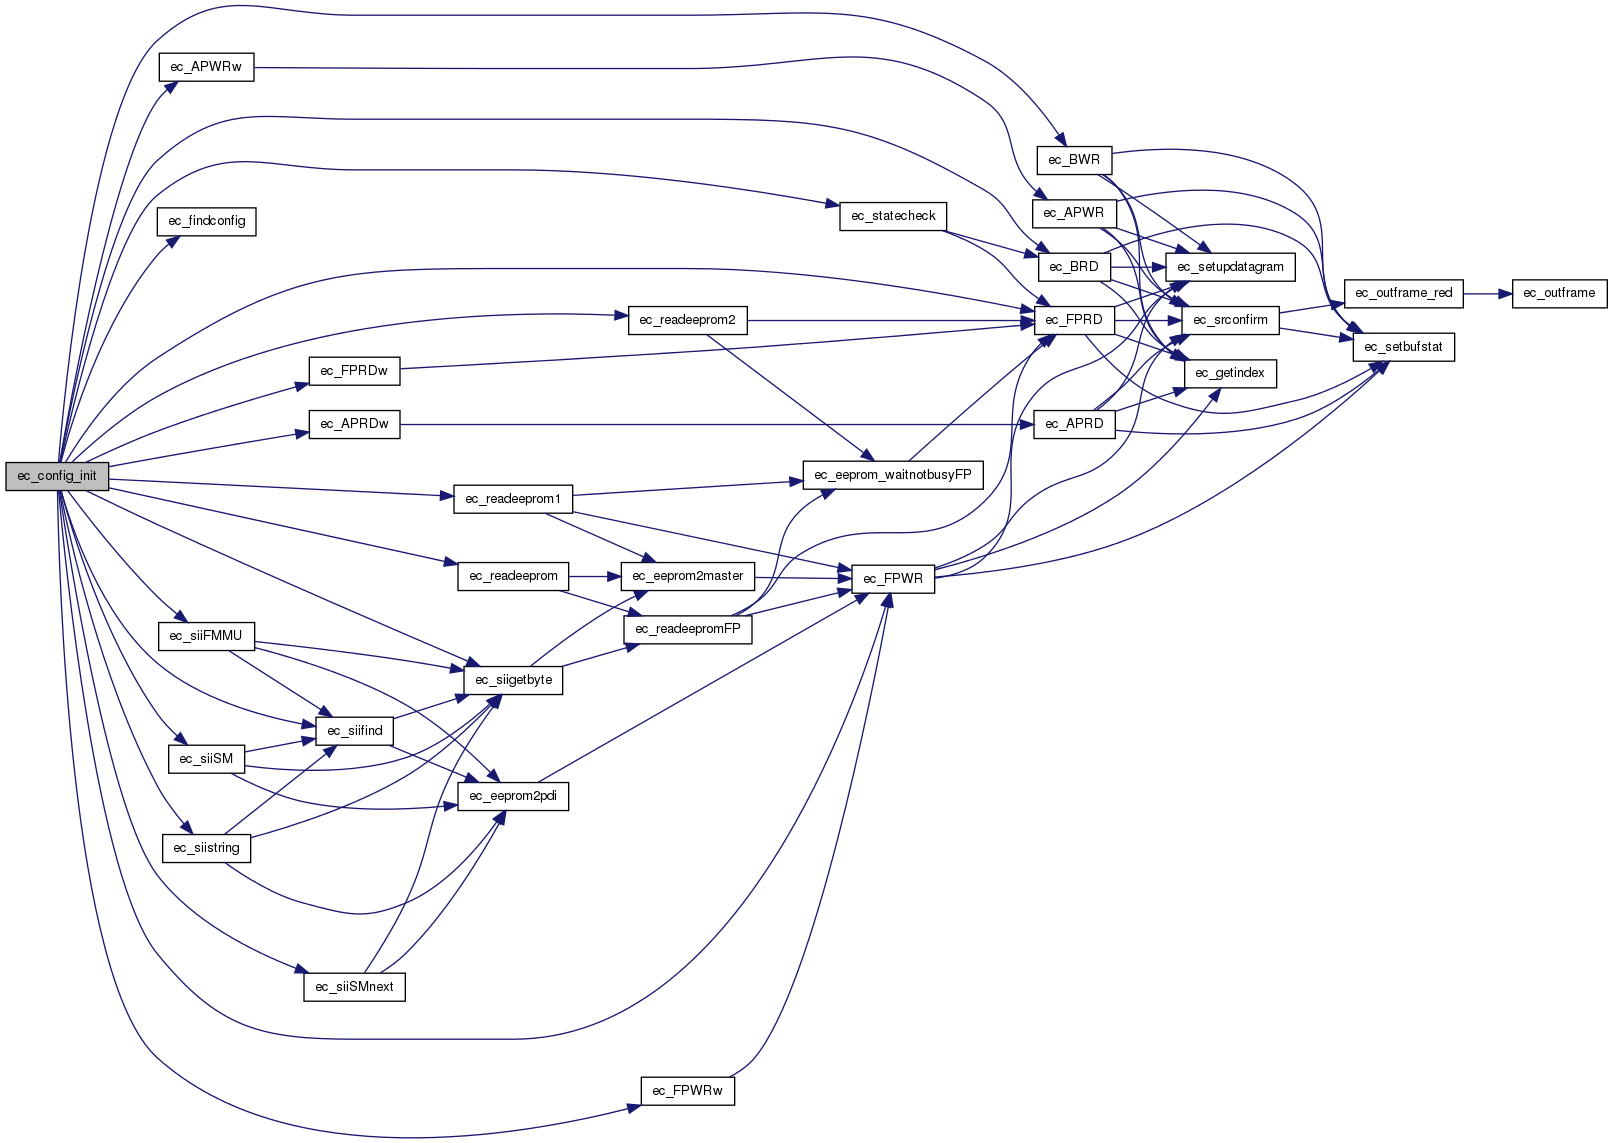 ec_APWRw
ec_BWR
ec_APWR
ec_statecheck
ec_findconfig
ec_BRD
ec_setupdatagram
ec_outframe_red
ec_outframe
ec_readeeprom2
ec_FPRD
ec_srconfirm
ec_setbufstat
ec_FPRDw
ec_getindex
ec_APRDw
ec_APRD
ec_config_init
ec_eeprom_waitnotbusyFP
ec_readeeprom1
ec_readeeprom
ec_eeprom2master
ec_FPWR
ec_siiFMMU
ec_readeepromFP
ec_siigetbyte
ec_siifind
ec_siiSM
ec_eeprom2pdi
ec_siistring
ec_siiSMnext
ec_FPWRw